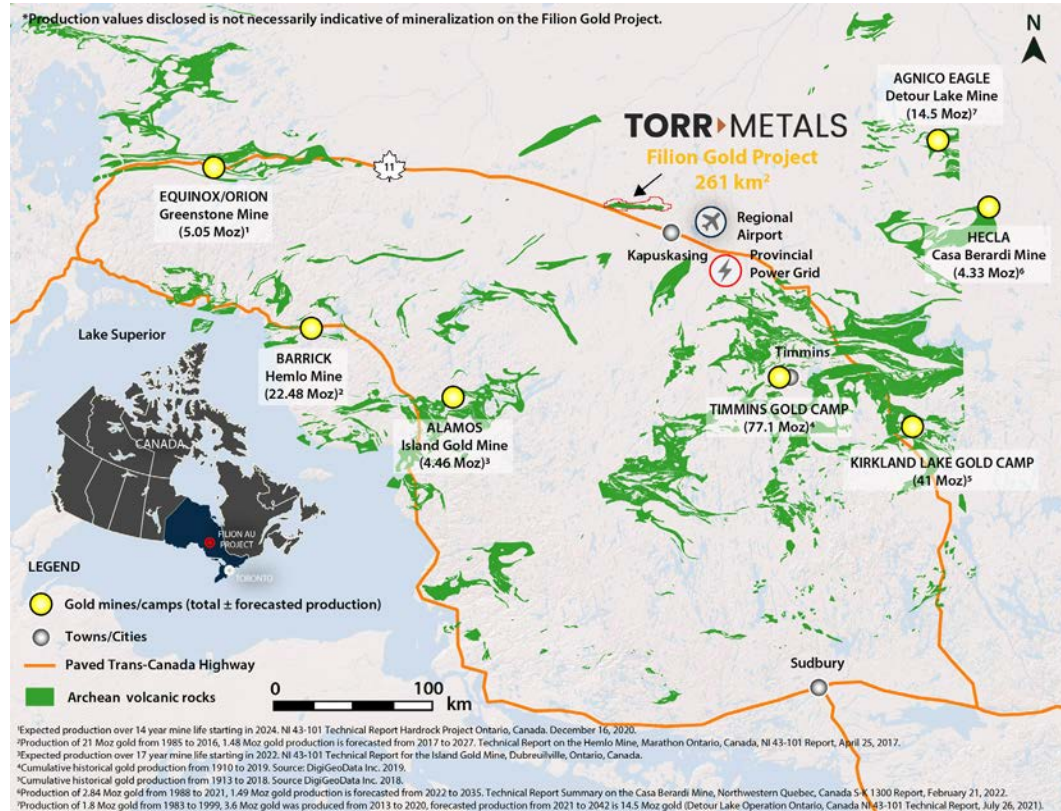 *Production values disclosed is not necessarily indicative of mineralization on the Filion Gold Project.
N
AGNICO EAGLE
Detour Lake Mine
(14.5 Moz)⁷
TORR METALS
Filion Gold Project
261 km²
11
EQUINOX/ORION
Greenstone Mine
(5.05 Moz)¹
Regional
Airport
Kapuskasing
Provincial
Power Grid
HECLA
Casa Berardi Mine
(4.33 Moz)⁶
Lake Superior
BARRICK
Hemlo Mine
(22.48 Moz)²
Timmins
TIMMINS GOLD CAMP
(77.1 Moz)⁴
ALAMOS
Island Gold Mine
(4.46 Moz)³
KIRKLAND LAKE GOLD CAMP
(41 Moz)⁵
CANADA
FILION AU
PROJECT
TORONTO
LEGEND
Gold mines/camps (total ± forecasted production)
Towns/Cities
Paved Trans-Canada Highway
Archean volcanic rocks
0 100
km
Sudbury
¹Expected production over 14 year mine life starting in 2024. NI 43-101 Technical Report Hardrock Project Ontario, Canada. December 16, 2020.
²Production of 21 Moz gold from 1985 to 2016, 1.48 Moz gold production is forecasted from 2017 to 2027. Technical Report on the Hemlo Mine, Marathon Ontario, Canada, NI 43-101 Report, April 25, 2017.
³Expected production over 17 year mine life starting in 2022. NI 43-101 Technical Report for the Island Gold Mine, Dubreuilville, Ontario, Canada.
⁴Cumulative historical gold production from 1910 to 2019. Source: DigiGeoData Inc. 2019.
⁵Cumulative historical gold production from 1913 to 2018. Source DigiGeoData Inc. 2018.
⁶Production of 2.84 Moz gold from 1988 to 2021, 1.49 Moz gold production is forecasted from 2022 to 2035. Technical Report Summary on the Casa Berardi Mine, Northwestern Quebec, Canada S-K 1300 Report, February 21, 2022.
⁷Production of 1.8 Moz gold from 1983 to 1999, 3.6 Moz gold was produced from 2013 to 2020, forecasted production from 2021 to 2042 is 14.5 Moz gold (Detour Lake Operation Ontario, Canada NI 43-101 Technical Report, July 26, 2021).